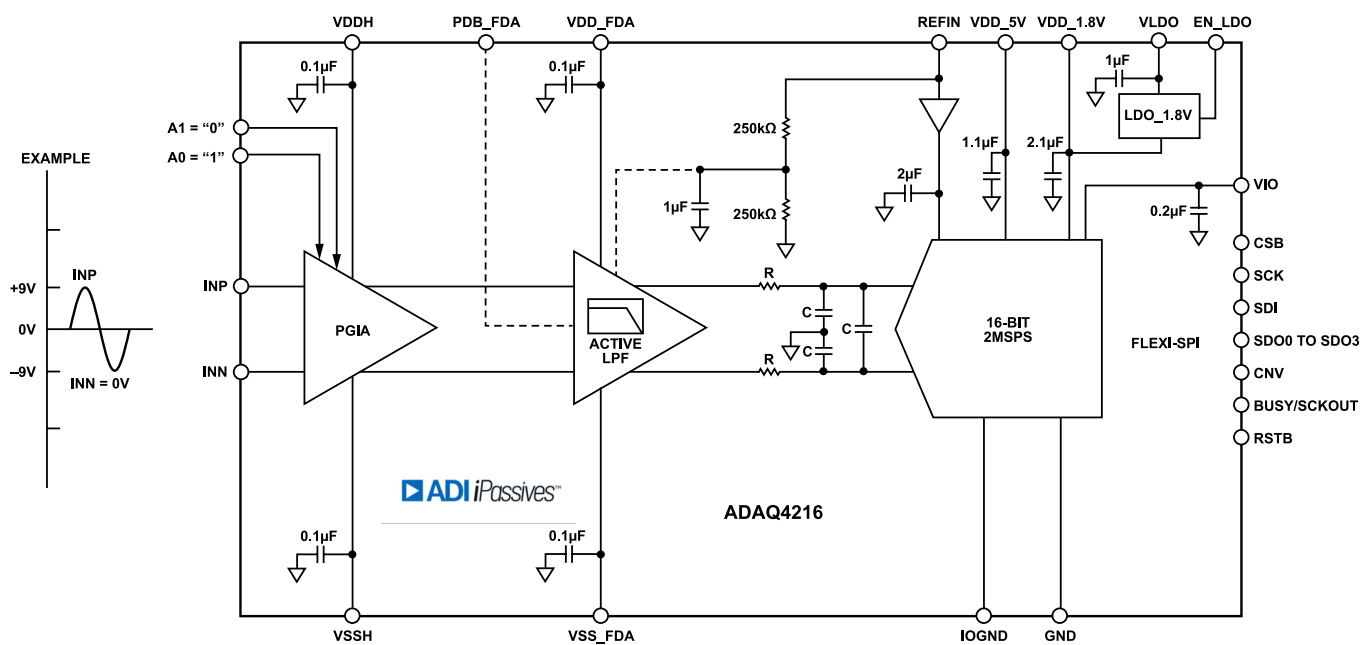 VDDH
PDB_FDA
VDD_FDA
REFIN
VDD_5V
VDD_1.8V
VLDO
EN_LDO
0.1µF
0.1µF
1µF
LDO_1.8V
A1 = “0”
A0 = “1”
250kΩ
1.1µF
2.1µF
EXAMPLE
2µF
VIO
1µF
250kΩ
0.2µF
CSB
SCK
SDI
SDO0 TO SDO3
CNV
BUSY/SCKOUT
RSTB
INP
+9V
0V
–9V
INN = 0V
INP
INN
PGIA
ACTIVE
LPF
R
C
C
C
R
16-BIT
2MSPS
FLEXI-SPI
ADI iPassives™
ADAQ4216
0.1µF
0.1µF
VSSH
VSS_FDA
IOGND
GND